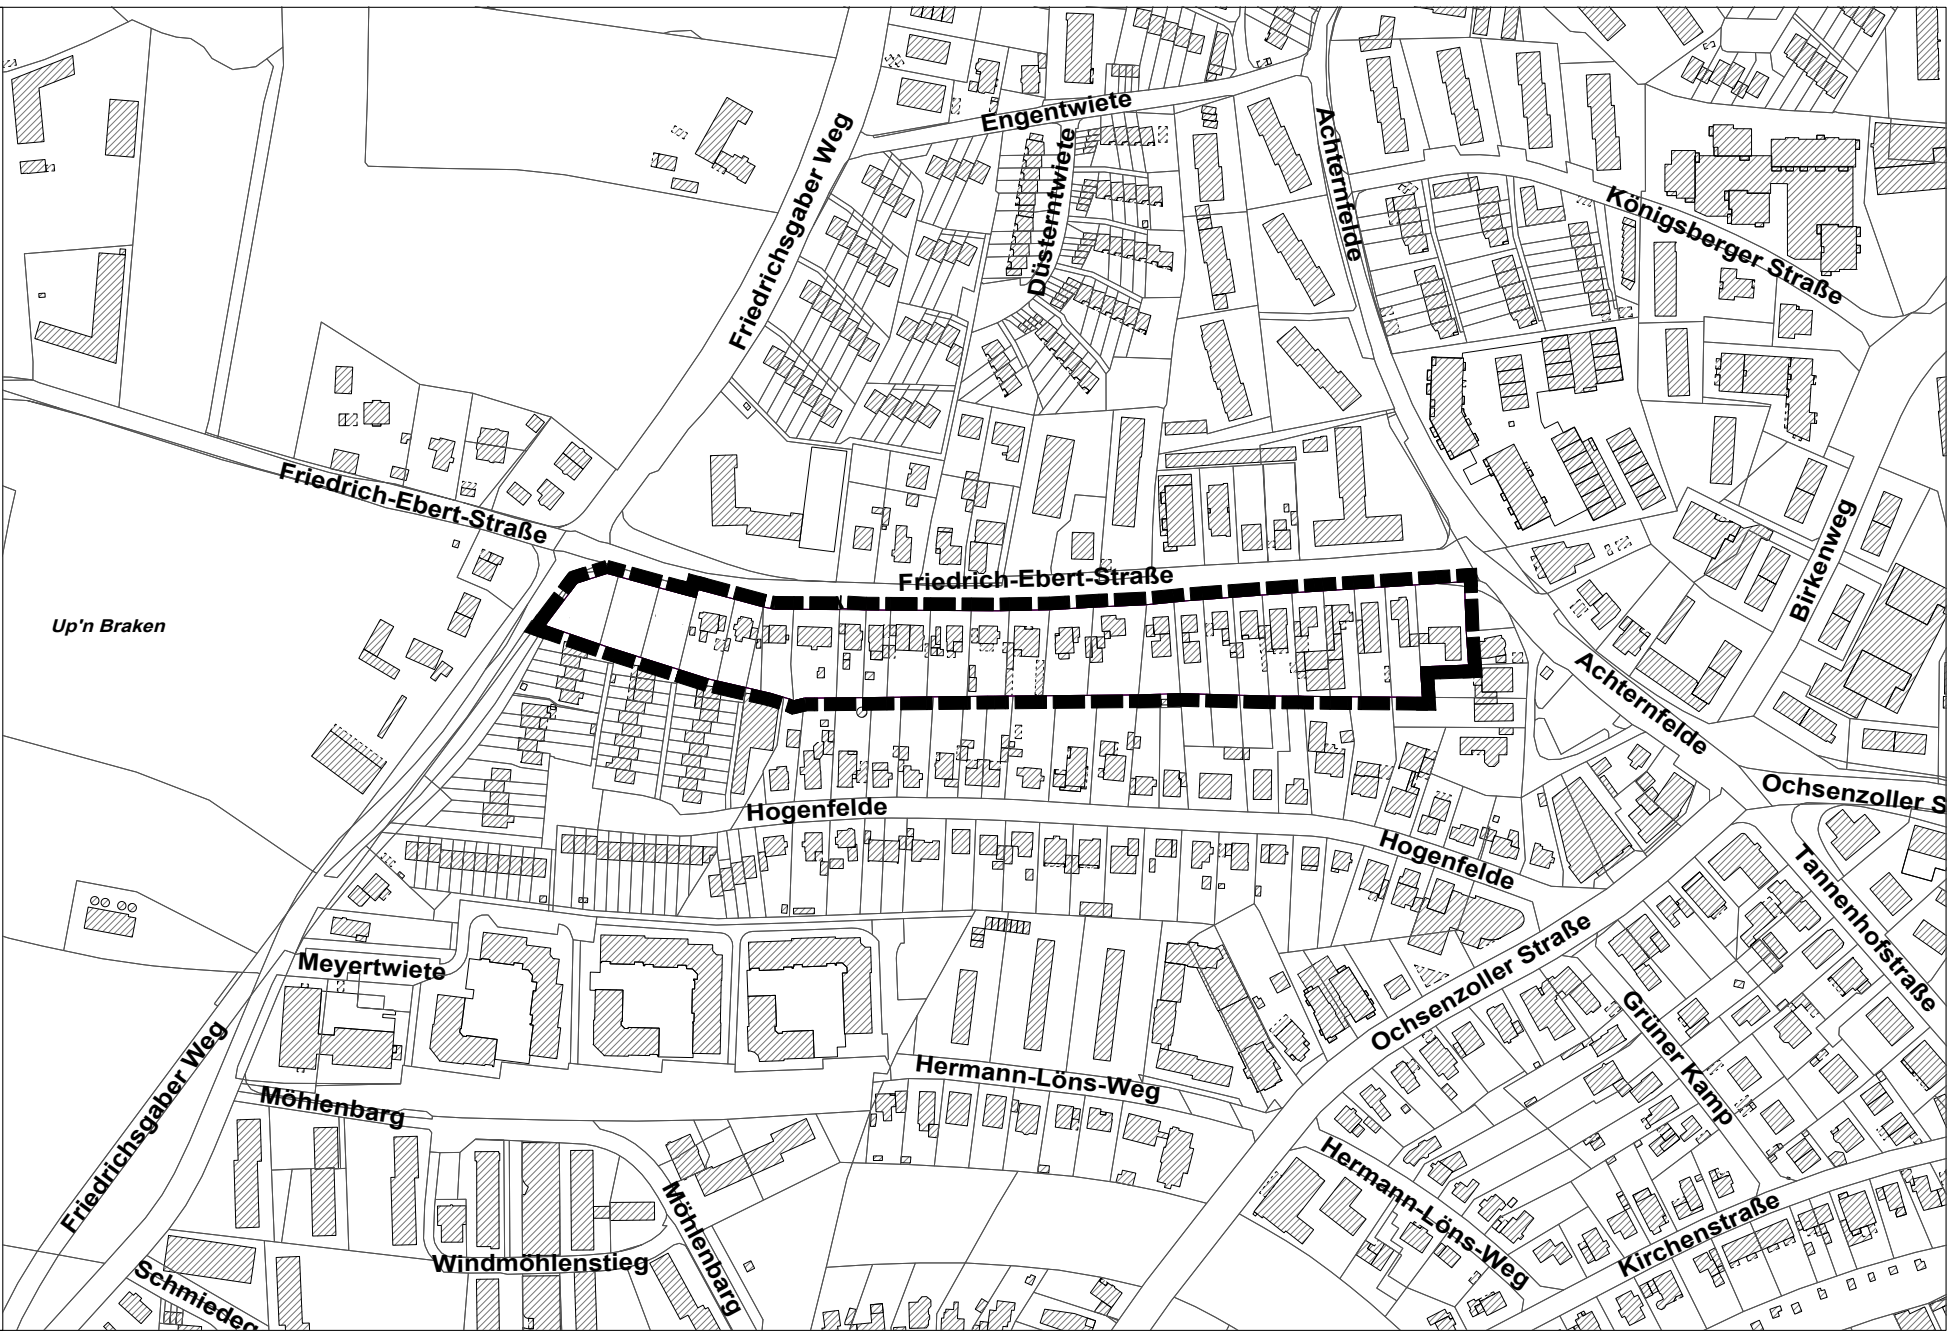 Engentwiete
Friedrichsgaber Weg
Düsterntwiete
Achternfelde
Königsberger Straße
Friedrich-Ebert-Straße
Friedrich-Ebert-Straße
Birkenweg
Up'n Braken
Achternfelde
Ochsenzoller S
Hogenfelde
Hogenfelde
Tannenhofstraße
Ochsenzoller Straße
Meyertwiete
Grüner Kamp
Friedrichsgaber Weg
Hermann-Löns-Weg
Möhlenbarg
Hermann-Löns-Weg
Möhlenbarg
Kirchenstraße
Windmöhlenstieg
Schmiedeg